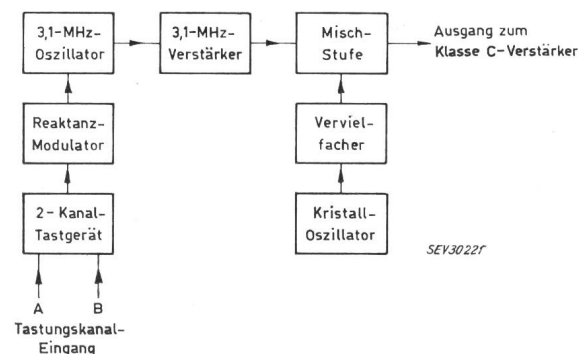 3,1-MHz-
Oszillator
3,1-MHz-
Verstärker
Misch-
Stufe
Ausgang zum
Klasse C-Verstärker
Reaktanz-
Modulator
Verviel-
facher
2-Kanal-
Tastgerät
Kristall-
Oszillator
SEV30221
A
B
Tastungskanal-
Eingang